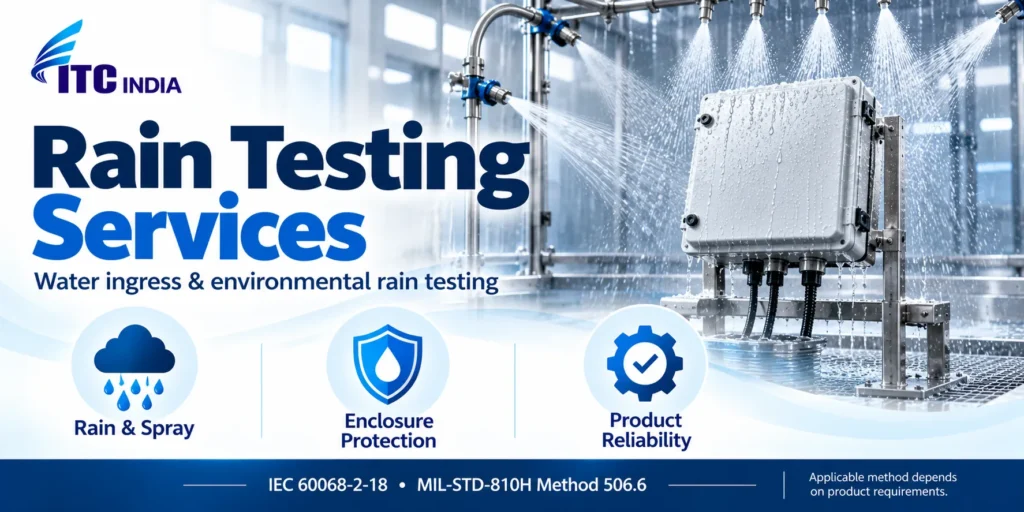 ITC INDIA
Rain Testing
Services
Water ingress & environmental rain testing
Rain & Spray
Enclosure
Protection
Product
Reliability
IEC 60068-2-18 • MIL-STD-810H Method 506.6
Applicable method depends
on product requirements.